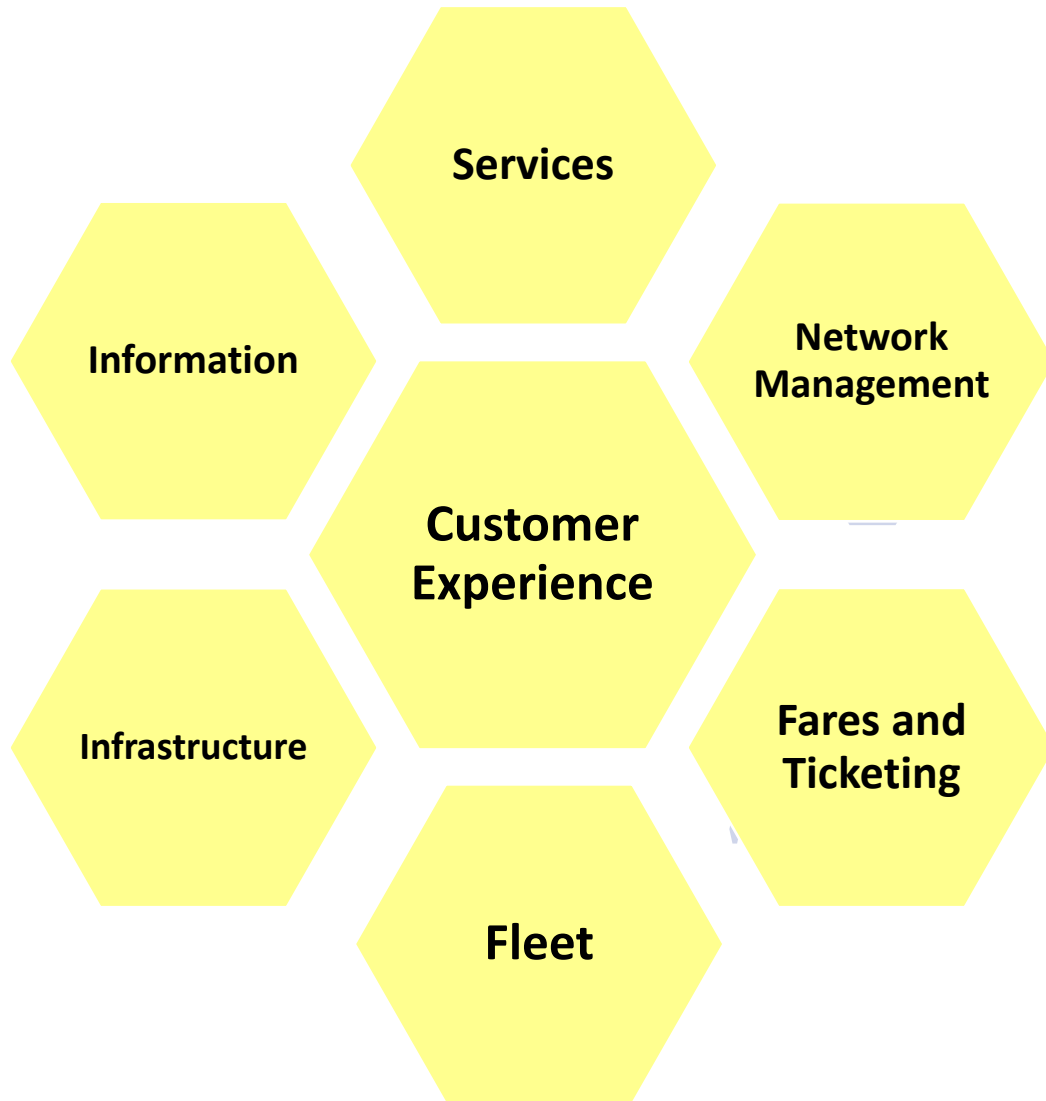 Services
Information
Network
Management
Customer
Experience
Infrastructure
Fares and
Ticketing
Fleet